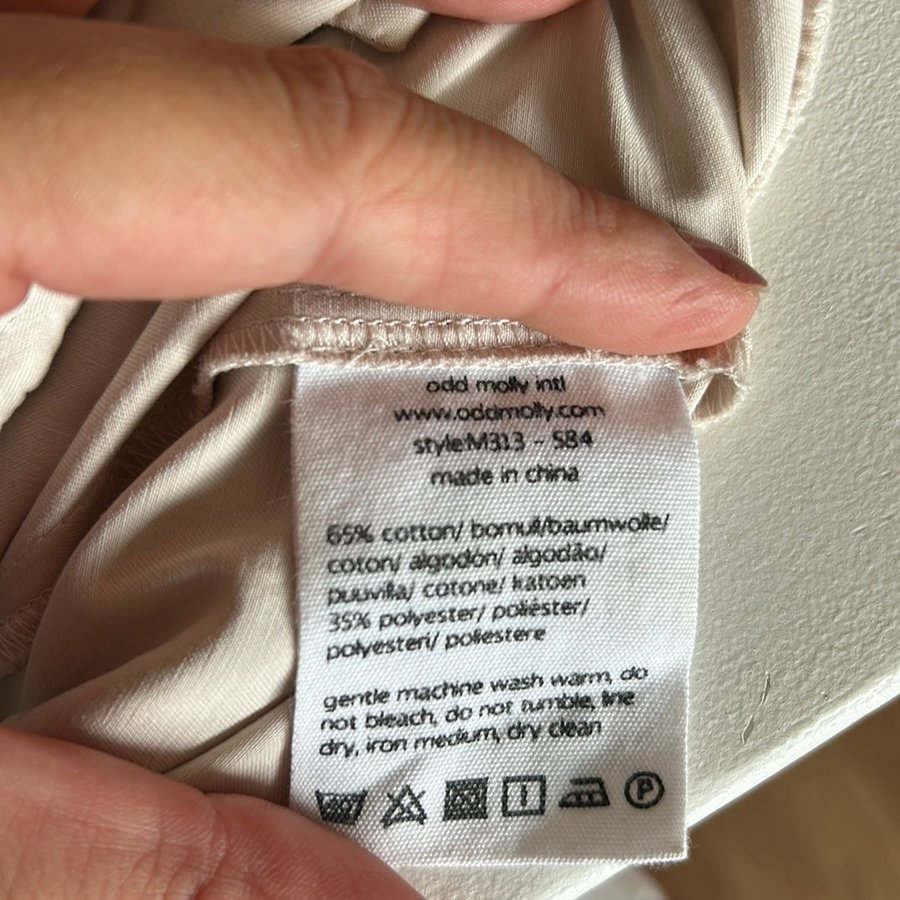 odd molly intl
www.oddmolly.com
style:M313 - 584
made in china
65% cotton/ bomull/baumwolle/
coton/ algodón/ algodão/
puuvilla/ cotone/ katoen
35% polyester/ poliéster/
polyesteri/ poliestere
gentle machine wash warm, do
not bleach, do not tumble, line
dry, iron medium, dry clean
P